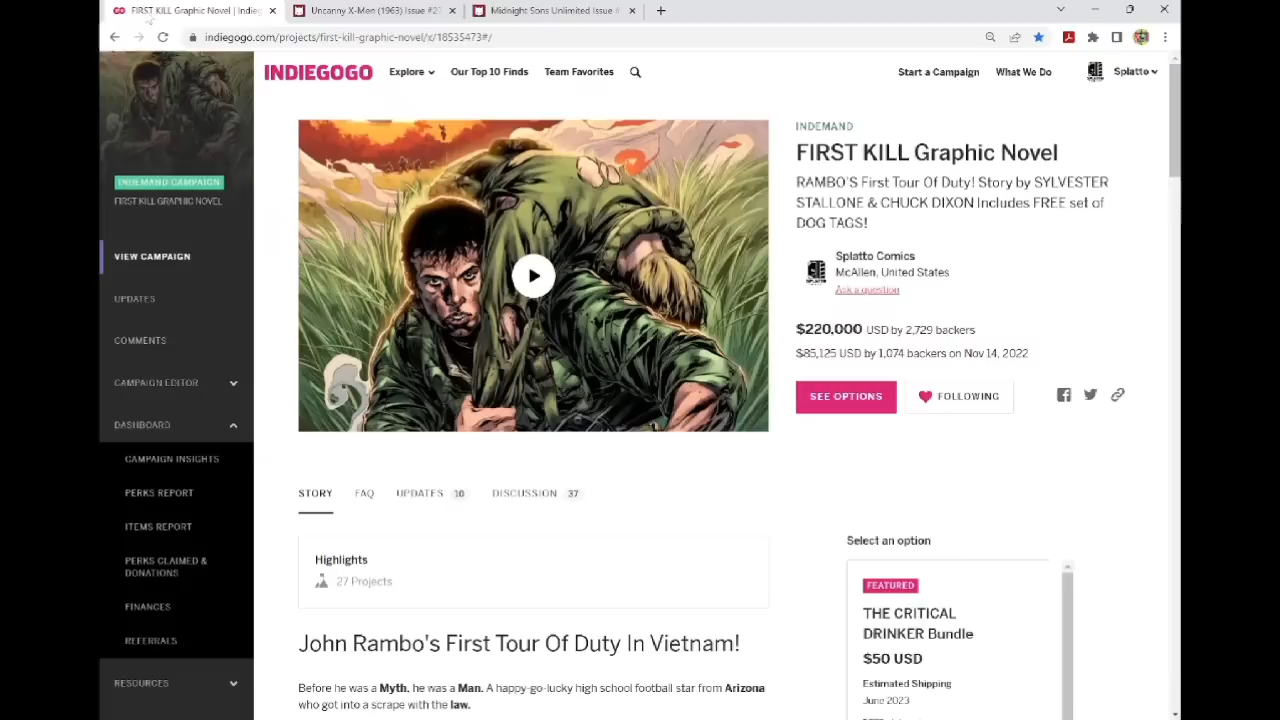 FIRST KILL Graphic Novel | Indieg
Uncanny X-Men (1963) Issue #27
Midnight Sons Unlimited Issue #
indiegogo.com/projects/first-kill-graphic-novel/x/18535473#/
INDIEGOGO
Explore
Our Top 10 Finds
Team Favorites
Start a Campaign
What We Do
Splatto
INDEMAND CAMPAIGN
FIRST KILL GRAPHIC NOVEL
VIEW CAMPAIGN
UPDATES
COMMENTS
CAMPAIGN EDITOR
DASHBOARD
CAMPAIGN INSIGHTS
PERKS REPORT
ITEMS REPORT
PERKS CLAIMED &
DONATIONS
FINANCES
REFERRALS
RESOURCES
INDEMAND
FIRST KILL Graphic Novel
RAMBO'S First Tour Of Duty! Story by SYLVESTER
STALLONE & CHUCK DIXON Includes FREE set of
DOG TAGS!
Splatto Comics
McAllen, United States
Ask a question
$220,000 USD by 2,729 backers
$85,125 USD by 1,074 backers on Nov 14, 2022
SEE OPTIONS
FOLLOWING
STORY
FAQ
UPDATES 10
DISCUSSION 37
Highlights
27 Projects
John Rambo's First Tour Of Duty In Vietnam!
Before he was a Myth, he was a Man. A happy-go-lucky high school football star from Arizona
who got into a scrape with the law.
Select an option
FEATURED
THE CRITICAL
DRINKER Bundle
$50 USD
Estimated Shipping
June 2023